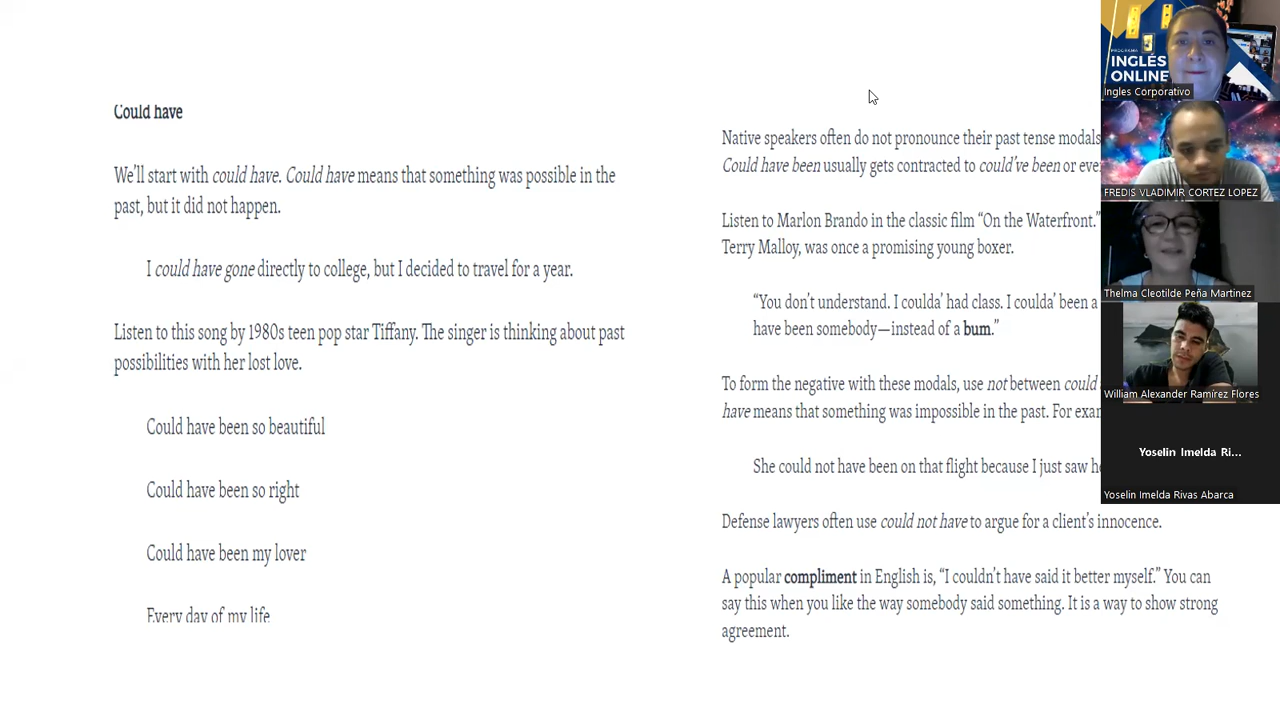 Could have
We'll start with could have. Could have means that something was possible in the
past, but it did not happen.
I could have gone directly to college, but I decided to travel for a year.
Listen to this song by 1980s teen pop star Tiffany. The singer is thinking about past
possibilities with her lost love.
Could have been so beautiful
Could have been so right
Could have been my lover
Every day of my life
Native speakers often do not pronounce their past tense modals
Could have been usually gets contracted to could've been or
Listen to Marlon Brando in the classic film “On the Waterfront.”
Terry Malloy, was once a promising young boxer.
“You don't understand. I coulda' had class. I coulda' been a
have been somebody—instead of a bum.”
To form the negative with these modals, use not between could
have means that something was impossible in the past. For
She could not have been on that flight because I just saw
Defense lawyers often use could not have to argue for a client's innocence.
A popular compliment in English is, “I couldn't have said it better myself.” You can
say this when you like the way somebody said something. It is a way to show strong
agreement.
PROGRAMA
INGLÉS
ONLINE
Ingles Corporativo
FREDIS VLADIMIR CORTEZ LOPEZ
Thelma Cleotilde Peña Martinez
William Alexander Ramírez Flores
Yoselin Imelda Ri...
Yoselin Imelda Rivas Abarca